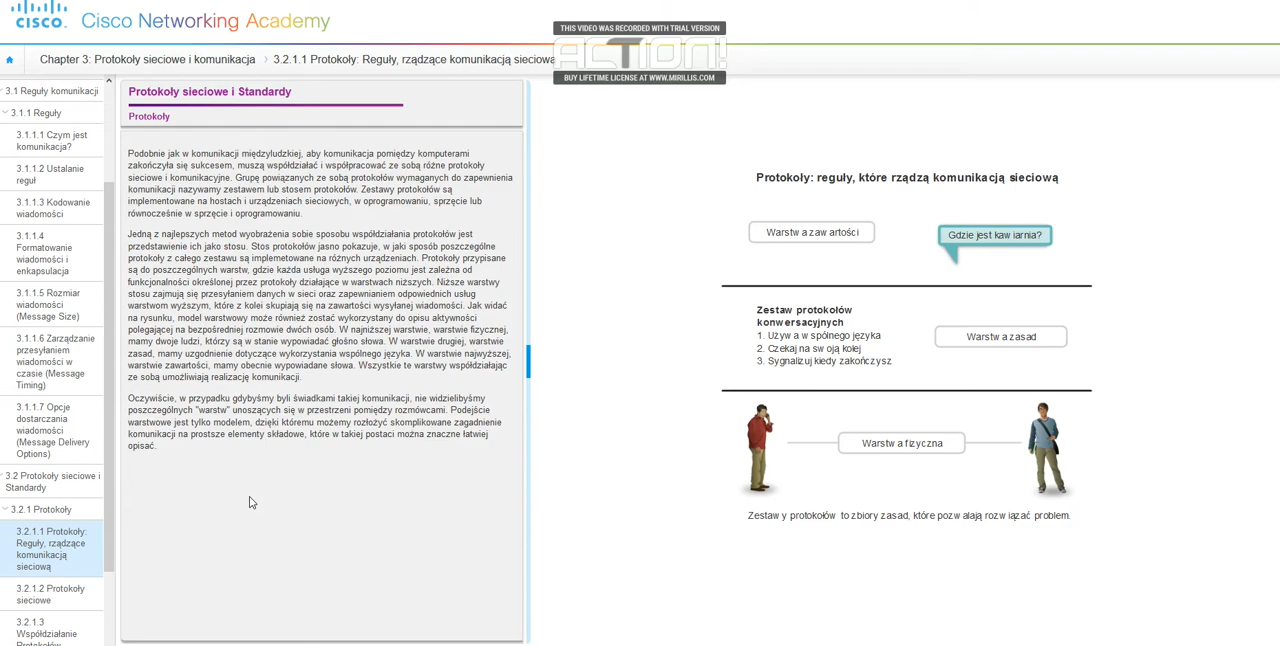 cisco. Cisco Networking Academy
THIS VIDEO WAS RECORDED WITH TRIAL VERSION
ACTION!
BUY LIFETIME LICENSE AT WWW.MIRILLIS.COM
Chapter 3: Protokoły sieciowe i komunikacja
3.2.1.1 Protokoły: Reguły, rządzące komunikacją sieciową
3.1 Reguły komunikacji
3.1.1 Reguły
3.1.1.1 Czym jest
komunikacja?
3.1.1.2 Ustalanie
reguł
3.1.1.3 Kodowanie
wiadomości
3.1.1.4
Formatowanie
wiadomości i
enkapsulacja
3.1.1.5 Rozmiar
wiadomości
(Message Size)
3.1.1.6 Zarządzanie
przesyłaniem
wiadomości w
czasie (Message
Timing)
3.1.1.7 Opcje
dostarczania
wiadomości
(Message Delivery
Options)
3.2 Protokoły sieciowe i
Standardy
3.2.1 Protokoły
3.2.1.1 Protokoły:
Reguły, rządzące
komunikacją
sieciową
3.2.1.2 Protokoły
sieciowe
3.2.1.3
Współdziałanie
Protokołów
Protokoły sieciowe i Standardy
Protokoły
Podobnie jak w komunikacji międzyludzkiej, aby komunikacja pomiędzy komputerami
zakończyła się sukcesem, muszą współdziałać i współpracować ze sobą różne protokoły
sieciowe i komunikacyjne. Grupę powiązanych ze sobą protokołów wymaganych do zapewnienia
komunikacji nazywamy zestawem lub stosem protokołów. Zestawy protokołów są
implementowane na hostach i urządzeniach sieciowych, w oprogramowaniu, sprzęcie lub
równocześnie w sprzęcie i oprogramowaniu.
Jedną z najlepszych metod wyobrażenia sobie sposobu współdziałania protokołów jest
przedstawienie ich jako stosu. Stos protokołów jasno pokazuje, w jaki sposób poszczególne
protokoły z całego zestawu są implemetowane na różnych urządzeniach. Protokoły przypisane
są do poszczególnych warstw, gdzie każda usługa wyższego poziomu jest zależna od
funkcjonalności określonej przez protokoły działające w warstwach niższych. Niższe warstwy
stosu zajmują się przesyłaniem danych w sieci oraz zapewnianiem odpowiednich usług
warstwom wyższym, które z kolei skupiają się na zawartości wysyłanej wiadomości. Jak widać
na rysunku, model warstwowy może również zostać wykorzystany do opisu aktywności
polegającej na bezpośredniej rozmowie dwóch osób. W najniższej warstwie, warstwie fizycznej,
mamy dwoje ludzi, którzy są w stanie wypowiadać głośno słowa. W warstwie drugiej, warstwie
zasad, mamy uzgodnienie dotyczące wykorzystania wspólnego języka. W warstwie najwyższej,
warstwie zawartości, mamy obecnie wypowiadane słowa. Wszystkie te warstwy współdziałając
ze sobą umożliwiają realizację komunikacji.
Oczywiście, w przypadku gdybyśmy byli świadkami takiej komunikacji, nie widzielibyśmy
poszczególnych "warstw" unoszących się w przestrzeni pomiędzy rozmówcami. Podejście
warstwowe jest tylko modelem, dzięki któremu możemy rozłożyć skomplikowane zagadnienie
komunikacji na prostsze elementy składowe, które w takiej postaci można znaczne łatwiej
opisać.
Protokoły: reguły, które rządzą komunikacją sieciową
Warstwa zawartości
Gdzie jest kawiarnia?
Zestaw protokołów
konwersacyjnych
1. Używa wspólnego języka
2. Czekaj na swoją kolej
3. Sygnalizuj kiedy zakończysz
Warstwa zasad
Warstwa fizyczna
Zestawy protokołów to zbiory zasad, które pozwalają rozwiązać problem.